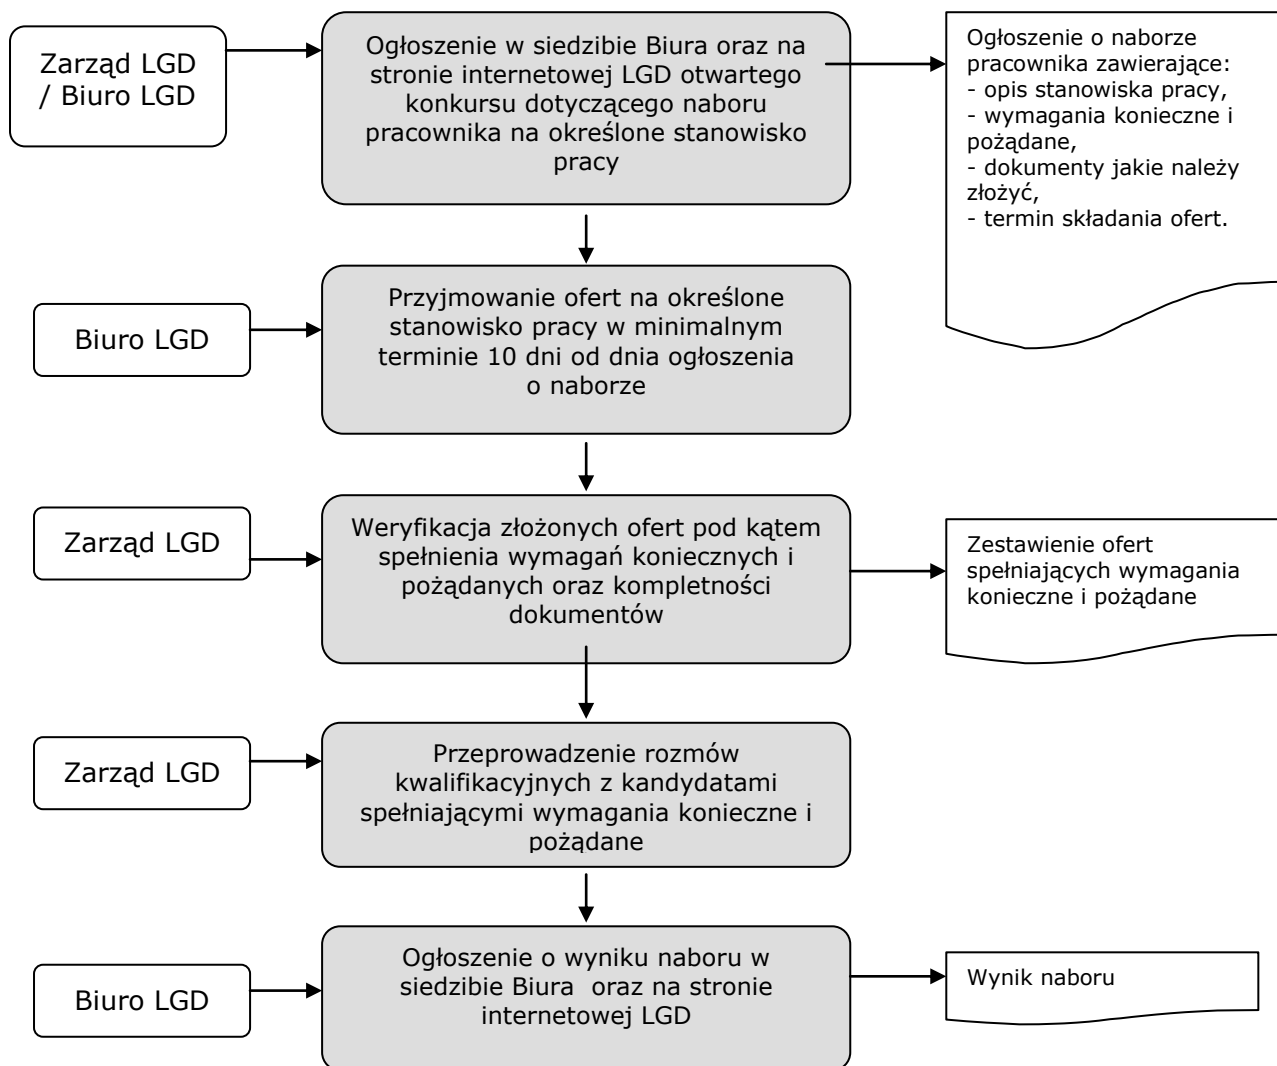 Zarząd LGD
/ Biuro LGD
Ogłoszenie w siedzibie Biura oraz na
stronie internetowej LGD otwartego
konkursu dotyczącego naboru
pracownika na określone stanowisko
pracy
Ogłoszenie o naborze
pracownika zawierające:
- opis stanowiska pracy,
- wymagania konieczne i
pożądane,
- dokumenty jakie należy
złożyć,
- termin składania ofert.
Biuro LGD
Przyjmowanie ofert na określone
stanowisko pracy w minimalnym
terminie 10 dni od dnia ogłoszenia
o naborze
Zarząd LGD
Weryfikacja złożonych ofert pod kątem
spełnienia wymagań koniecznych i
pożądanych oraz kompletności
dokumentów
Zestawienie ofert
spełniających wymagania
konieczne i pożądane
Zarząd LGD
Przeprowadzenie rozmów
kwalifikacyjnych z kandydatami
spełniającymi wymagania konieczne i
pożądane
Biuro LGD
Ogłoszenie o wyniku naboru w
siedzibie Biura  oraz na stronie
internetowej LGD
Wynik naboru